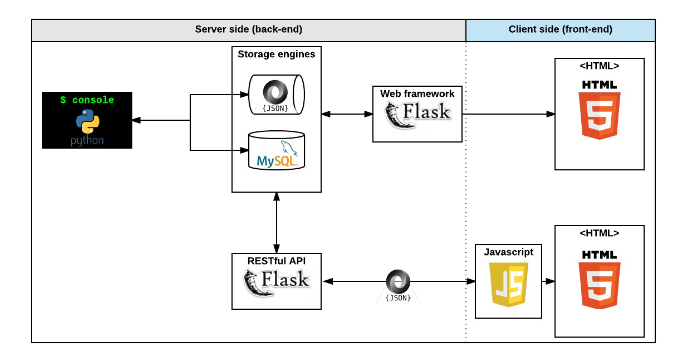 Server side (back-end)
Client side (front-end)
Storage engines
<HTML>
HTML
5
$ console
python
{JSON}
Web framework
Flask
MySQL
<HTML>
HTML
5
Javascript
JS
RESTful API
Flask
{JSON}